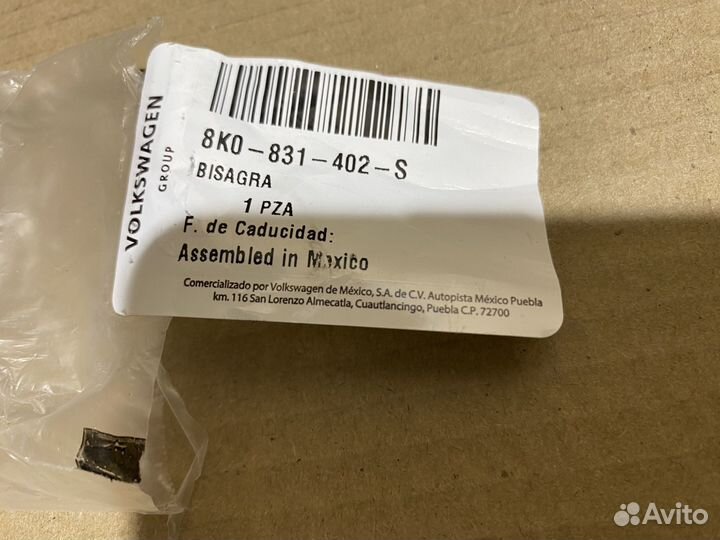 VOLKSWAGEN
GROUP
8K0-831-402-S
BISAGRA
1 PZA
F. de Caducidad:
Assembled in Mexico
Comercializado por Volkswagen de México, S.A. de C.V. Autopista México Puebla
km. 116 San Lorenzo Almecatla, Cuautlancingo, Puebla C.P. 72700
Avito